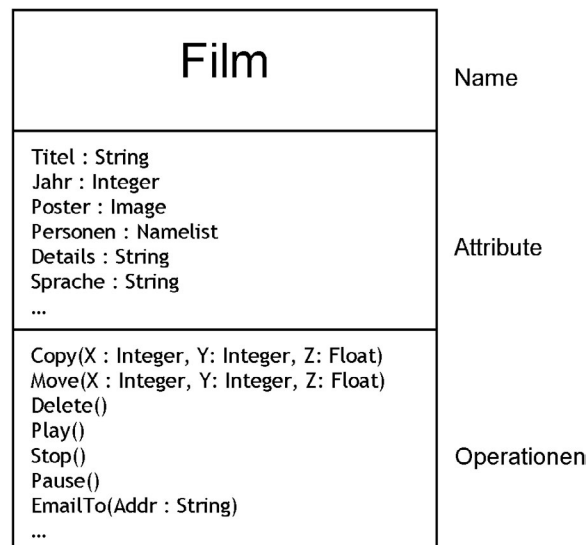 Film
Name
Titel : String
Jahr : Integer
Poster : Image
Personen : Namelist
Details : String
Sprache : String
...
Attribute
Copy(X : Integer, Y: Integer, Z: Float)
Move(X : Integer, Y: Integer, Z: Float)
Delete()
Play()
Stop()
Pause()
EmailTo(Addr : String)
...
Operationen